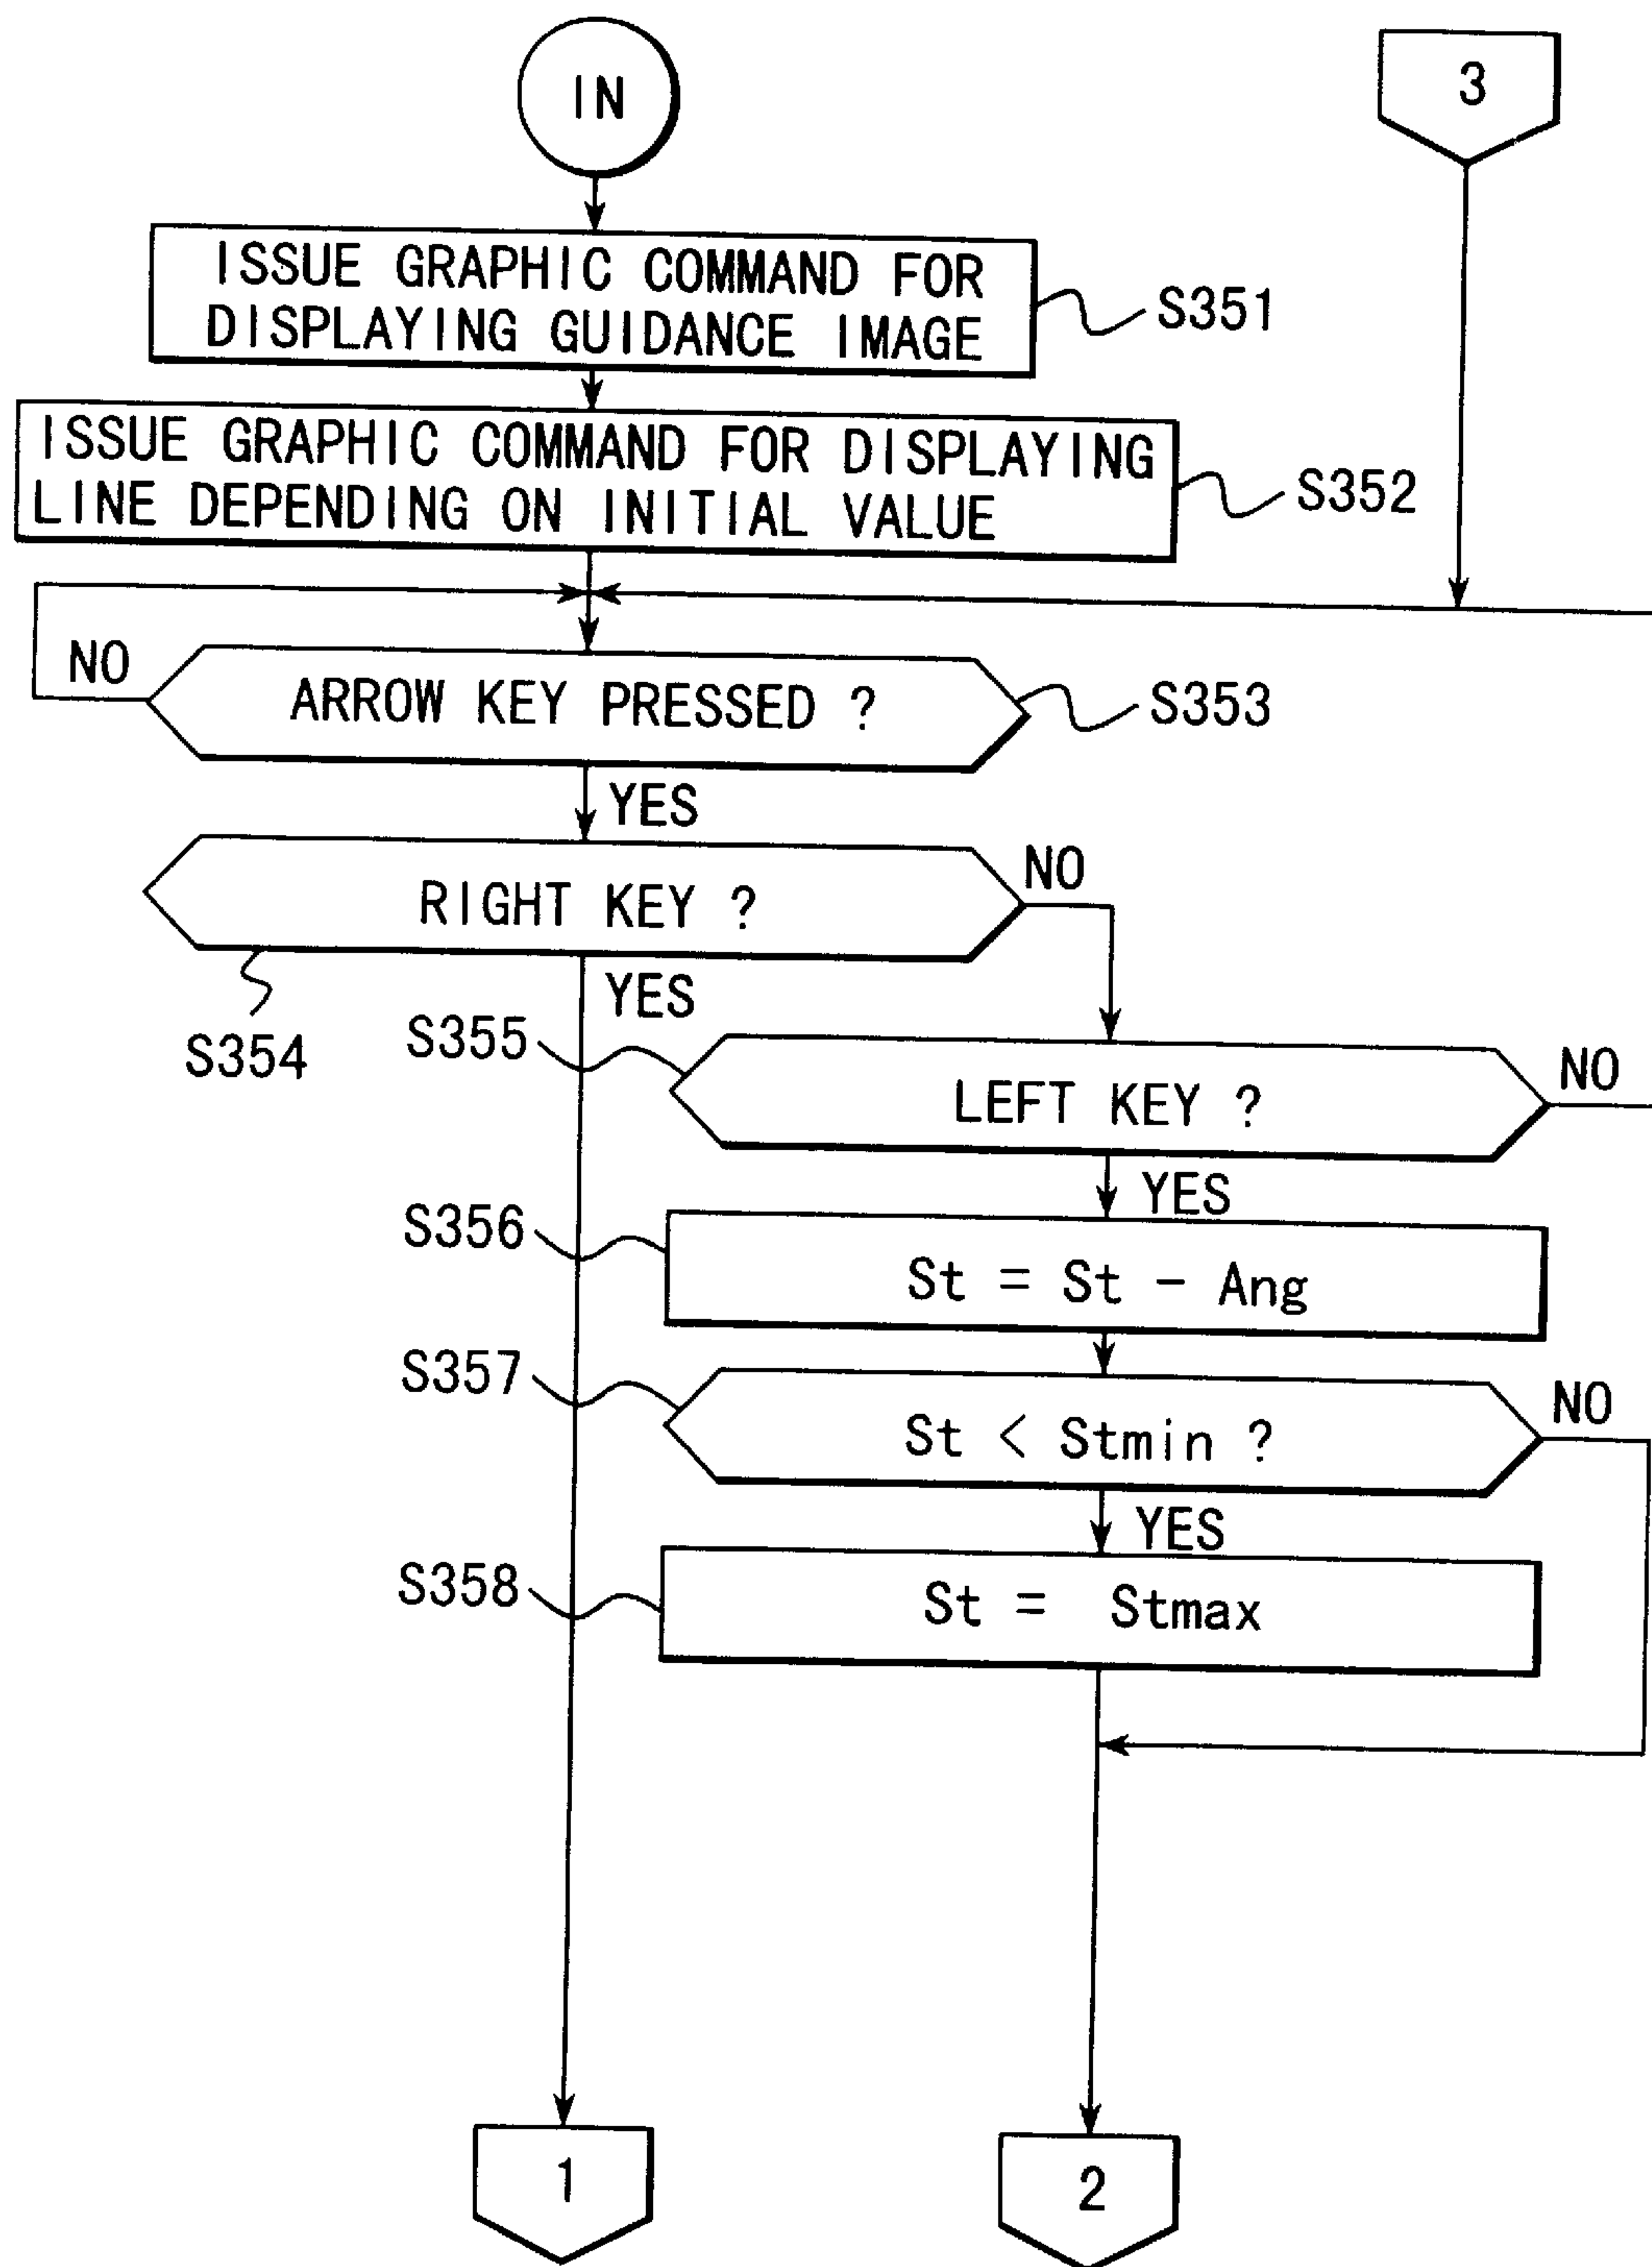 IN
3
ISSUE GRAPHIC COMMAND FOR
DISPLAYING GUIDANCE IMAGE
S351
ISSUE GRAPHIC COMMAND FOR DISPLAYING
LINE DEPENDING ON INITIAL VALUE
S352
NO
ARROW KEY PRESSED ?
S353
YES
RIGHT KEY ?
NO
S354
YES
S355
LEFT KEY ?
NO
YES
S356
St = St - Ang
S357
St < Stmin ?
NO
YES
S358
St = Stmax
1
2